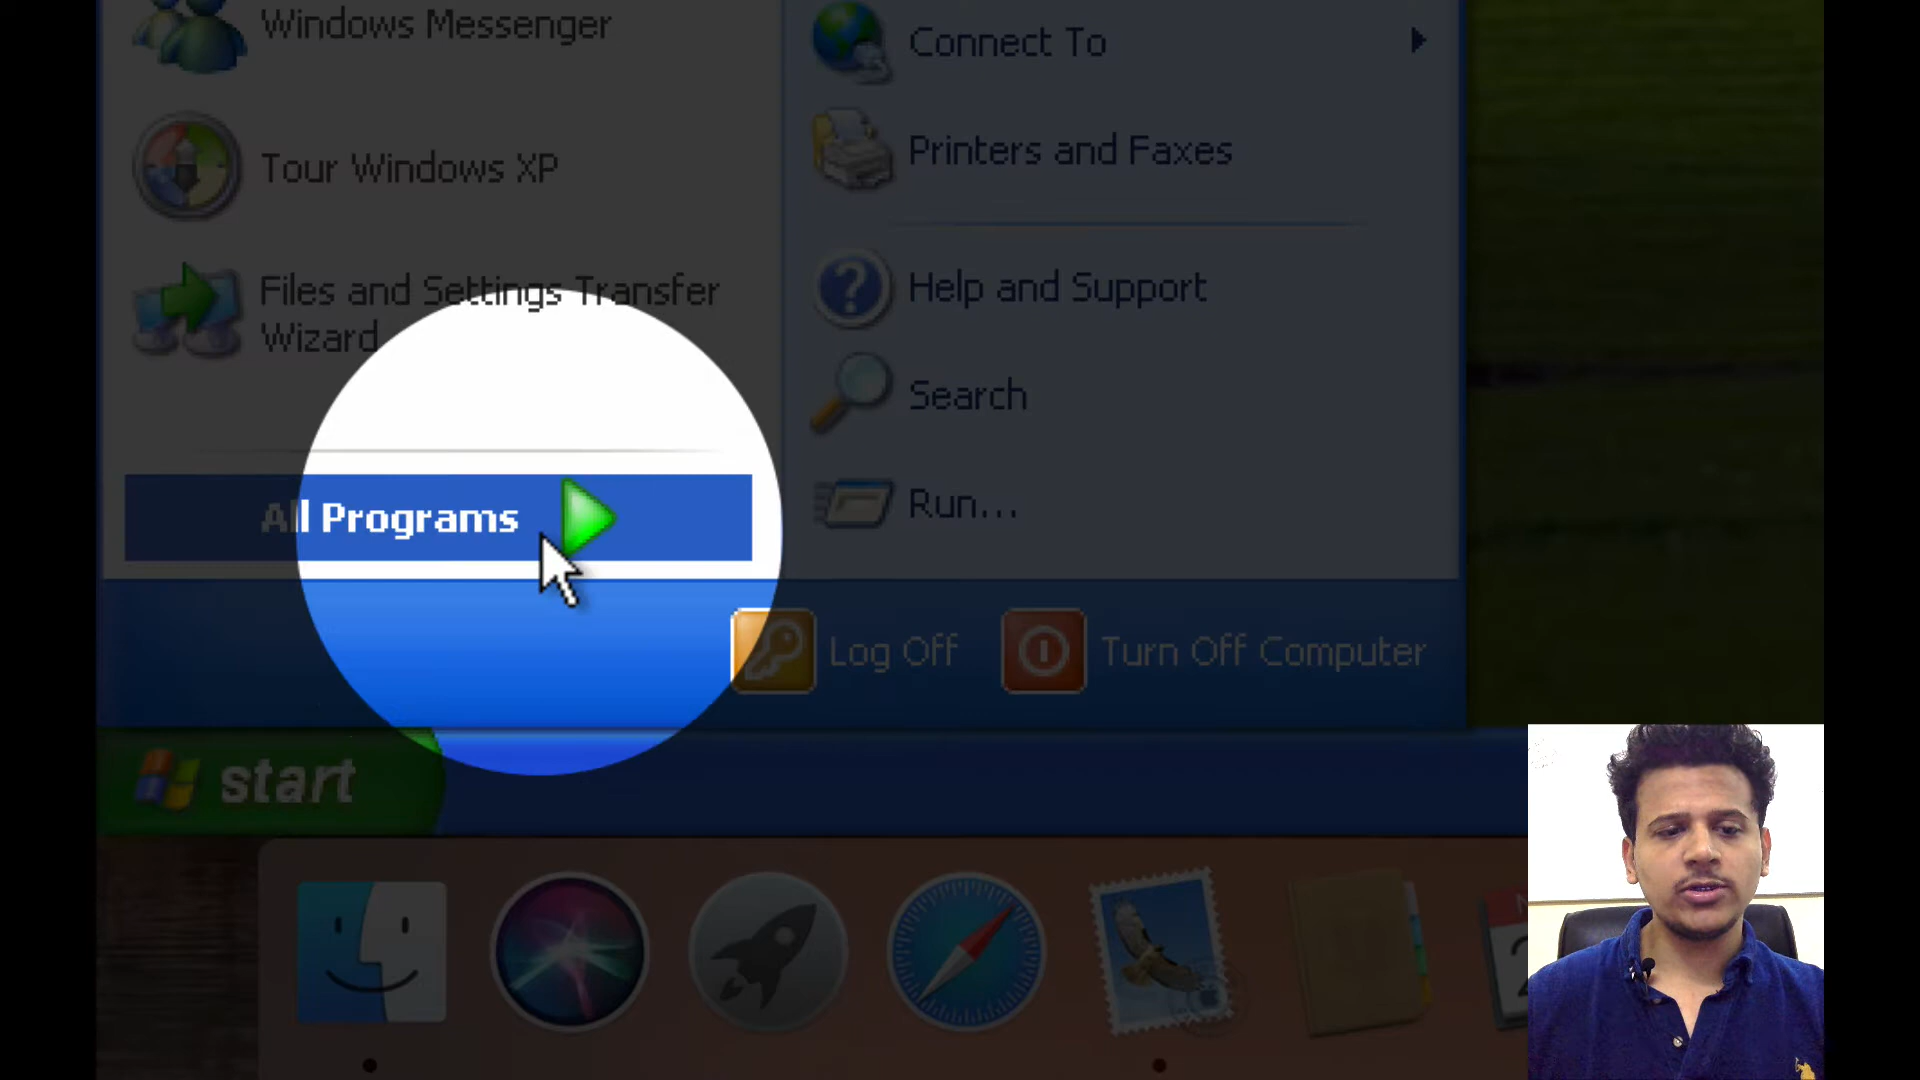 Windows Messenger
Tour Windows XP
Files and Settings Transfer
Wizard
All Programs
Connect To
Printers and Faxes
Help and Support
Search
Run...
Log Off
Turn Off Computer
start